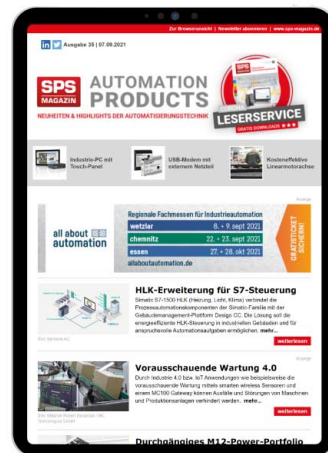 Zur Browseransicht | Newsletter abonnieren | www.sps-magazin.de
in Ausgabe 35 | 07.09.2021
SPS
MAGAZIN
AUTOMATION
PRODUCTS
NEUHEITEN & HIGHLIGHTS DER AUTOMATISIERUNGSTECHNIK
LESERSERVICE
GRATIS DOWNLOADS
Industrie-PC mit
Touch-Panel
USB-Modem mit
externem Netzteil
Kosteneffektive
Linearmotorachse
Anzeige
all about
automation
Regionale Fachmessen für Industrieautomation
wetzlar 8. + 9. sept 2021
chemnitz 22. + 23. sept 2021
essen 27. + 28. okt 2021
allaboutautomation.de
GRATISTICKET
SICHERN!
HLK-Erweiterung für S7-Steuerung
Simatic S7-1500 HLK (Heizung, Lüft, Klima) verbindet die
Prozessautomatisierungskomponenten der Simatic-Familie mit der
Gebäudemanagement-Plattform Desigo CC. Die Lösung soll die
energieeffiziente HLK-Steuerung in industriellen Gebäuden und für
anspruchsvolle Automatisierungsaufgaben ermöglichen. mehr...
weiterlesen
Anzeige
Vorausschauende Wartung 4.0
Durch Industrie 4.0 bzw. IoT-Anwendungen wie beispielsweise die
vorausschauende Wartung mittels smarten wireless Sensoren und
einem MC100 Gateway können Ausfälle und Störungen von Maschinen
und Produktionsanlagen verhindert werden. mehr...
weiterlesen
Durchgängiges M12-Power-Portfolio